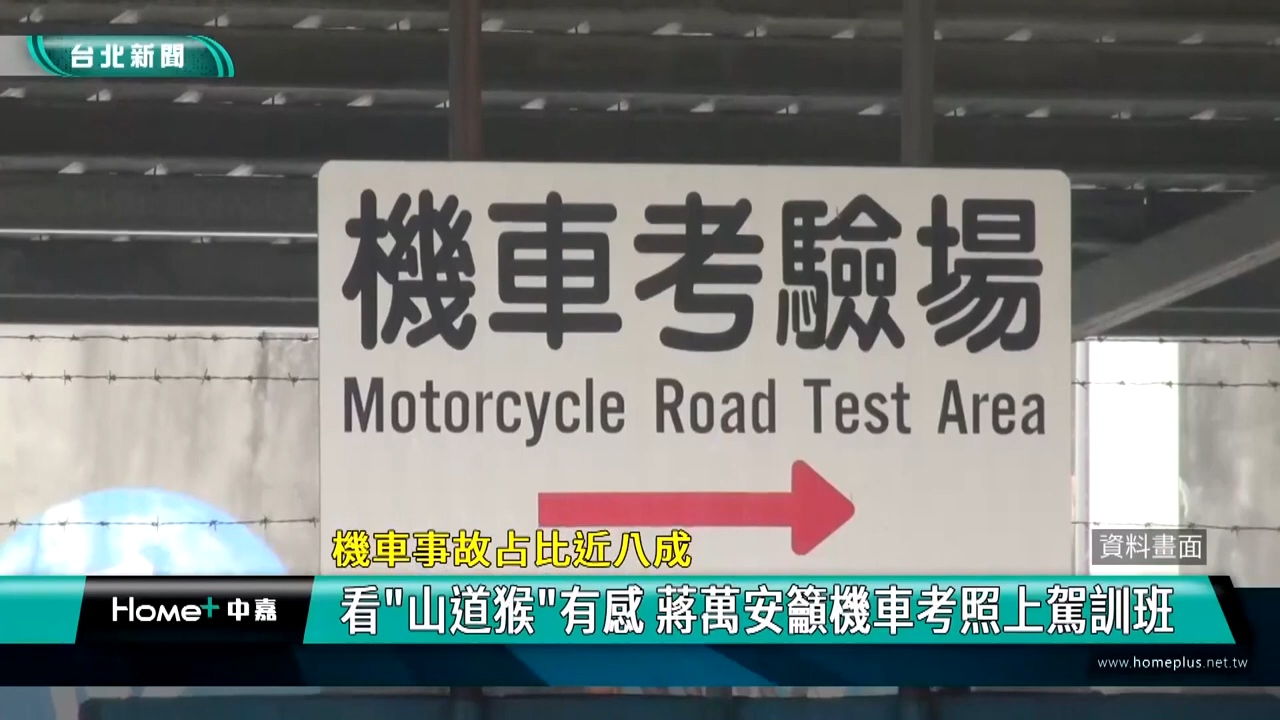 台北新聞
機車考驗場
Motorcycle Road Test Area
機車事故占比近八成
資料畫面
Home+中嘉
看"山道猴"有感 蔣萬安籲機車考照上駕訓班
www.homeplus.net.tw